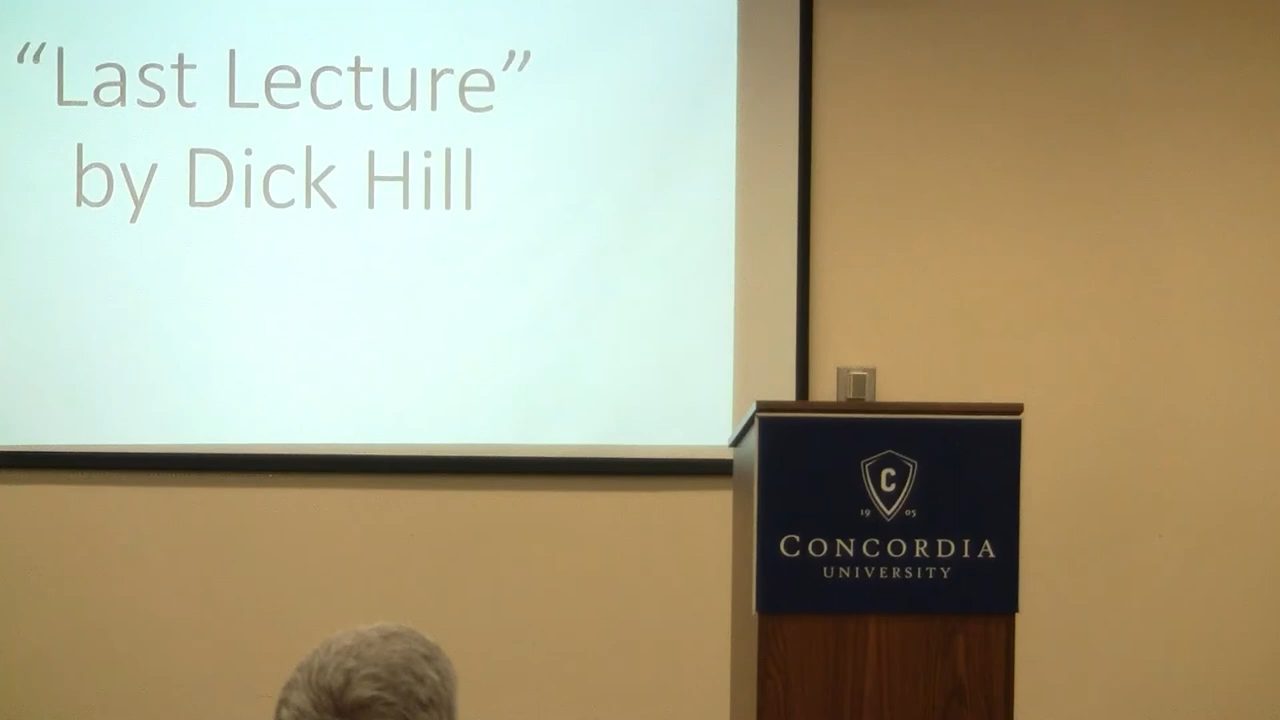 “Last Lecture”
by Dick Hill
C
19 05
CONCORDIA
UNIVERSITY